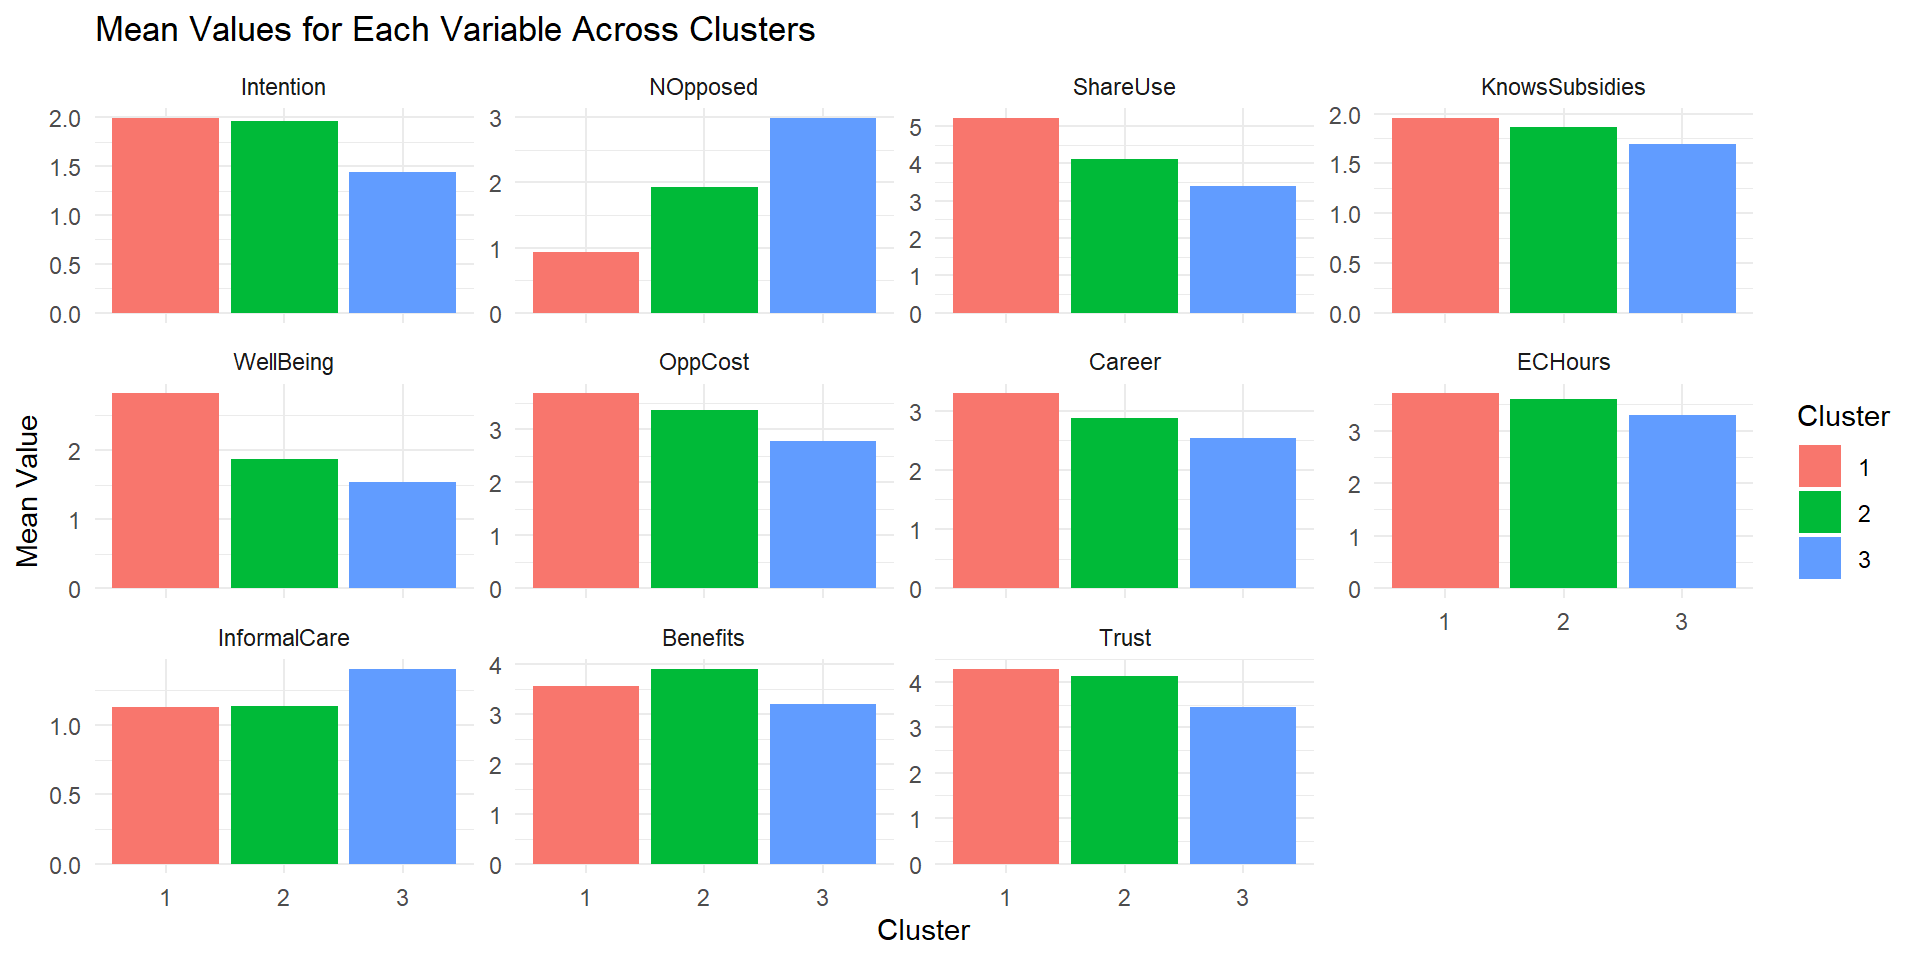 Mean Values for Each Variable Across Clusters
Intention
NOpposed
ShareUse
KnowsSubsidies
2.0
1.5
1.0
0.5
0.0
3
2
1
0
5
4
3
2
1
0
2.0
1.5
1.0
0.5
0.0
WellBeing
OppCost
Career
ECHours
2
1
0
3
2
1
0
3
2
1
0
3
2
1
0
1 2 3
InformalCare
Benefits
Trust
1.0
0.5
0.0
4
3
2
1
0
4
3
2
1
0
1 2 3
1 2 3
1 2 3
Cluster
Mean Value
Cluster
1
2
3